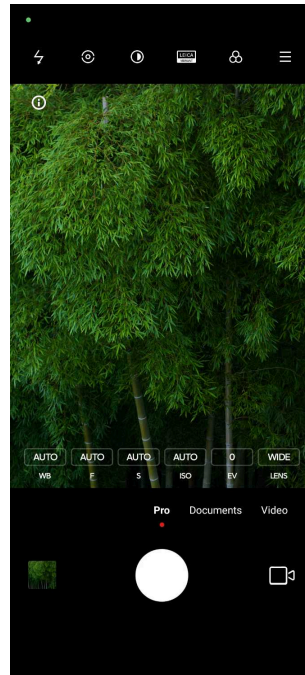 LEICA
AUTO AUTO AUTO AUTO 0 WIDE
WB F S ISO EV LENS
Pro Documents Video